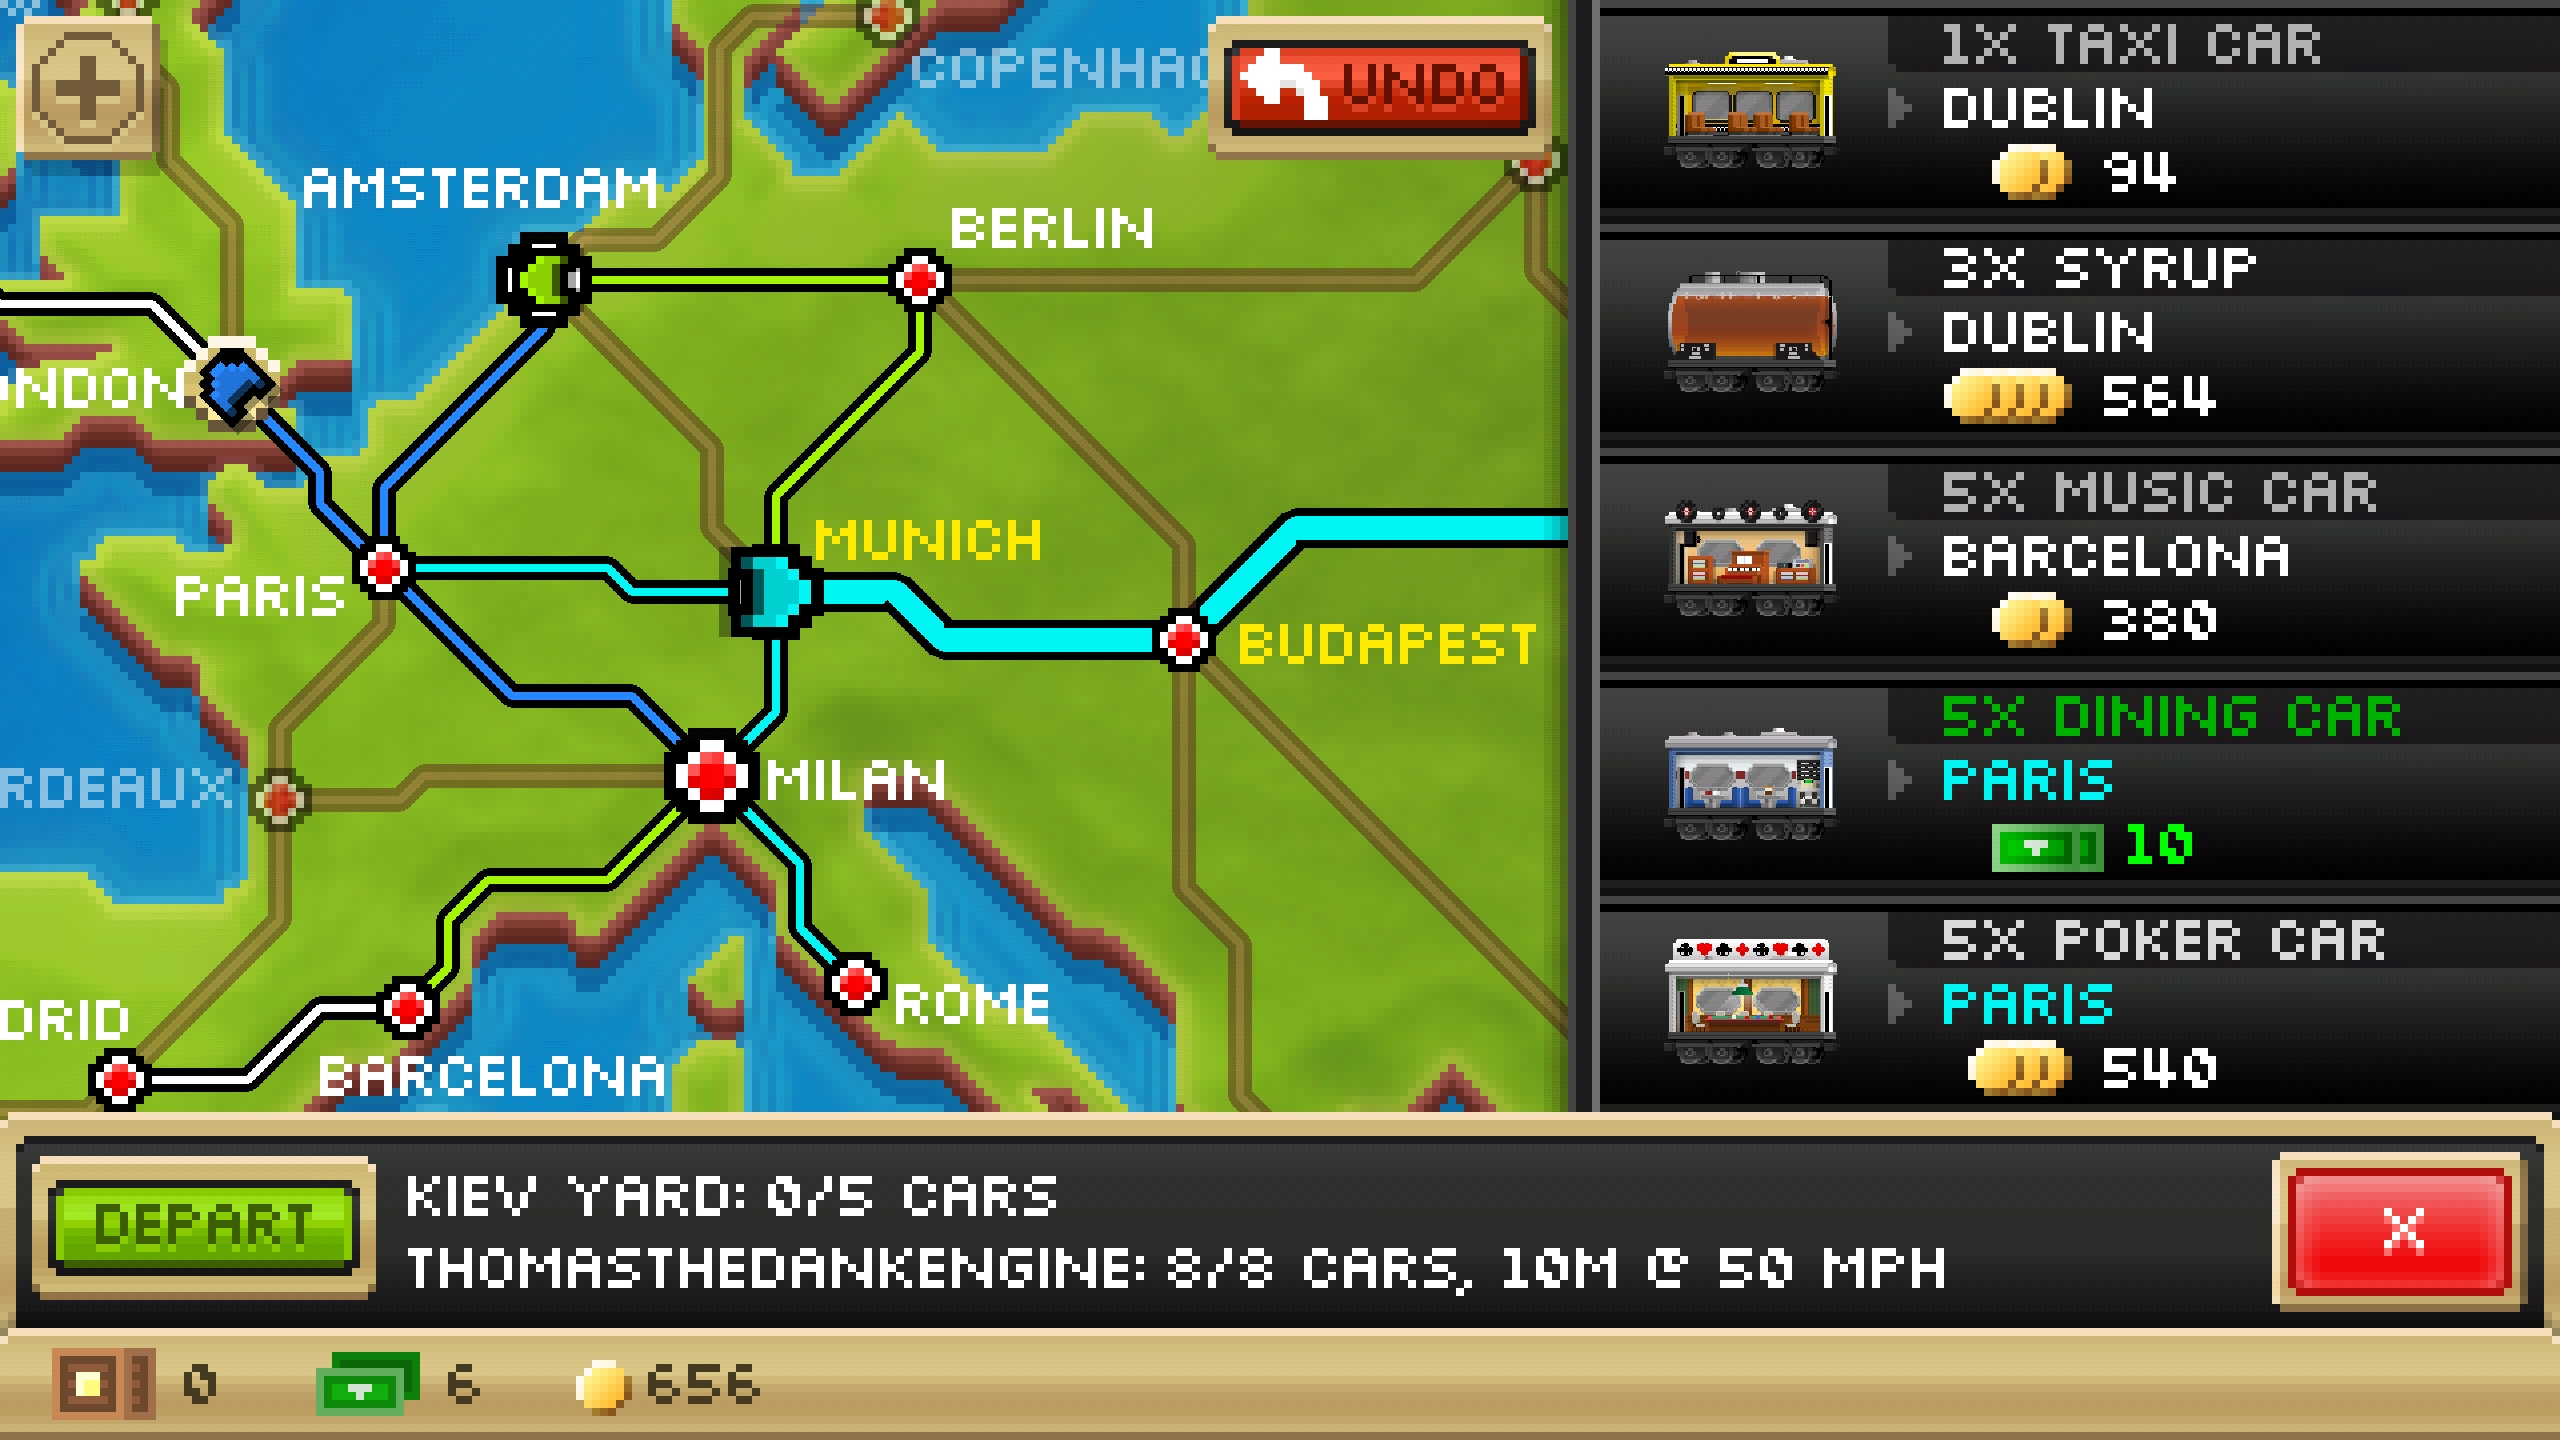 COPENHAG
UNDO
AMSTERDAM
BERLIN
ONDON
MUNICH
PARIS
BUDAPEST
RDEAUX
MILAN
ROME
DRID
BARCELONA
1X TAXI CAR
DUBLIN
94
3X SYRUP
DUBLIN
564
5X MUSIC CAR
BARCELONA
380
5X DINING CAR
PARIS
10
5X POKER CAR
PARIS
540
DEPART
KIEV YARD: 0/5 CARS
THOMASTHEDANKENGINE: 8/8 CARS, 10M @ 50 MPH
X
0
6
656